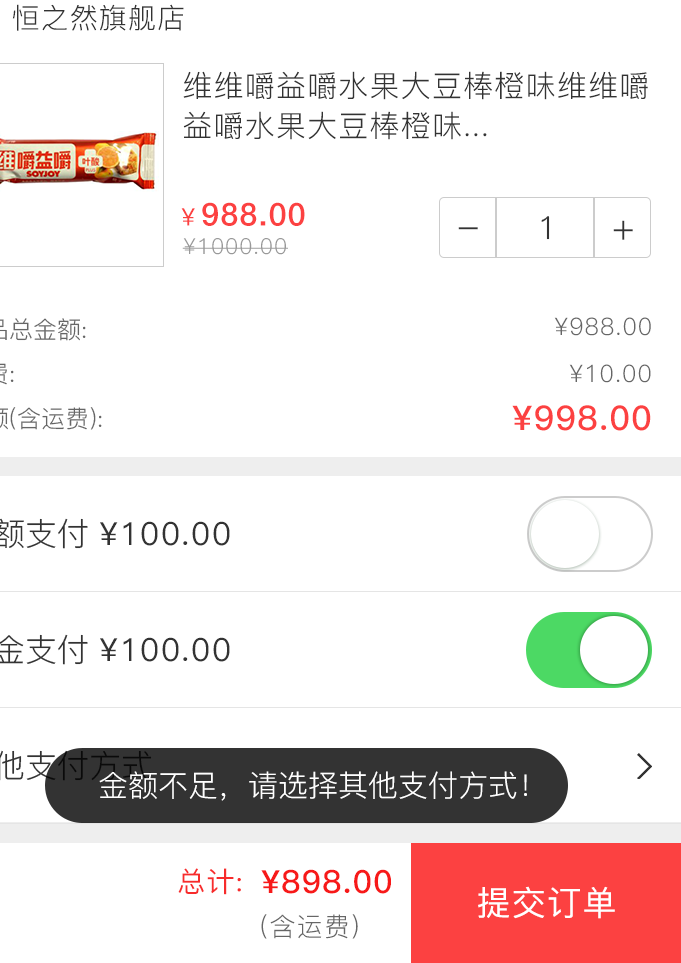 恒之然旗舰店
维维嚼益嚼水果大豆棒橙味维维嚼
益嚼水果大豆棒橙味...
维嚼益嚼
叶酸
PLUS
SOYJOY
¥988.00
¥1000.00
－ 1 ＋
品总金额: ¥988.00
费: ¥10.00
额(含运费): ¥998.00
额支付 ¥100.00
金支付 ¥100.00
他支付方式
金额不足，请选择其他支付方式！
总计: ¥898.00
(含运费)
提交订单